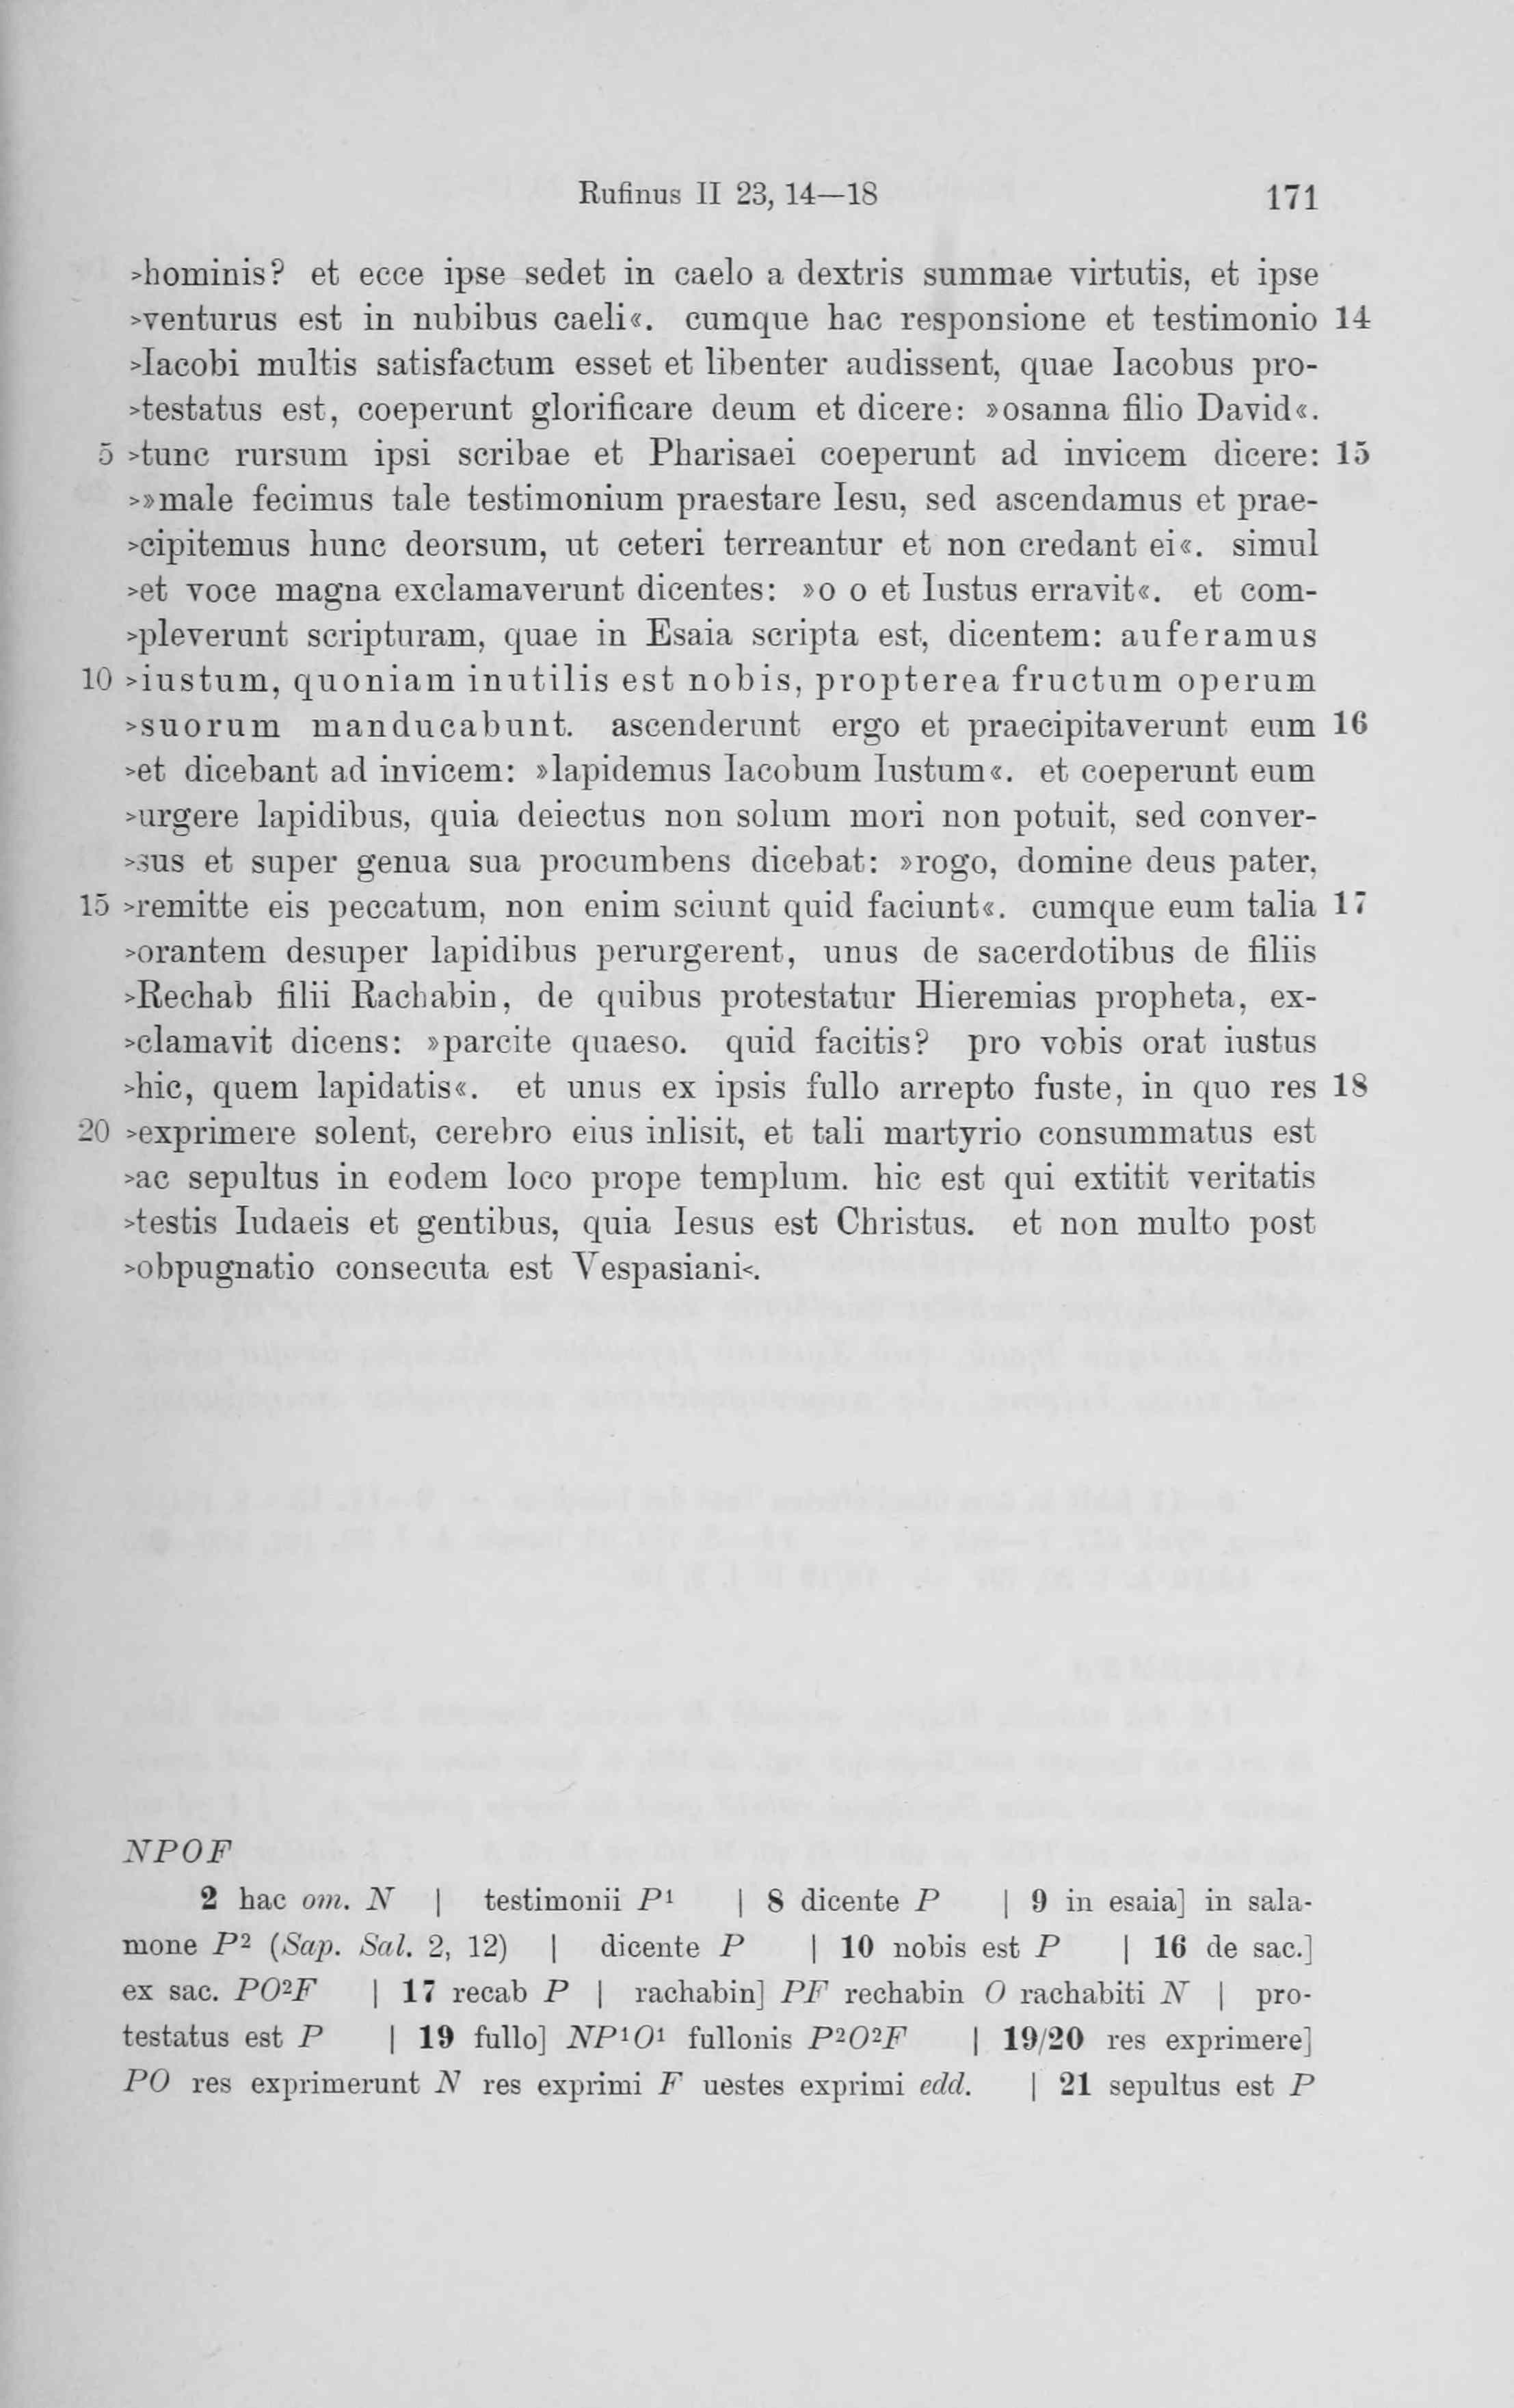 Rufinus II 23, 14—18 171
>hominis? et ecce ipse sedet in caelo a dextris summae virtutis, et ipse
>venturus est in nubibus caeli«. cumque hac responsione et testimonio 14
>Iacobi multis satisfactum esset et libenter audissent, quae Iacobus pro-
>testatus est, coeperunt glorificare deum et dicere: »osanna filio David«.
5 >tunc rursum ipsi scribae et Pharisaei coeperunt ad invicem dicere: 15
>»male fecimus tale testimonium praestare Iesu, sed ascendamus et prae-
>cipitemus hunc deorsum, ut ceteri terreantur et non credant ei«. simul
>et voce magna exclamaverunt dicentes: »o o et Iustus erravit«. et com-
>pleverunt scripturam, quae in Esaia scripta est, dicentem: auferamus
10 >iustum, quoniam inutilis est nobis, propterea fructum operum
>suorum manducabunt. ascenderunt ergo et praecipitaverunt eum 16
>et dicebant ad invicem: »lapidemus Iacobum Iustum«. et coeperunt eum
>urgere lapidibus, quia deiectus non solum mori non potuit, sed conver-
>sus et super genua sua procumbens dicebat: »rogo, domine deus pater,
15 >remitte eis peccatum, non enim sciunt quid faciunt«. cumque eum talia 17
>orantem desuper lapidibus perurgerent, unus de sacerdotibus de filiis
>Rechab filii Rachabin, de quibus protestatur Hieremias propheta, ex-
>clamavit dicens: »parcite quaeso. quid facitis? pro vobis orat iustus
>hic, quem lapidatis«. et unus ex ipsis fullo arrepto fuste, in quo res 18
20 >exprimere solent, cerebro eius inlisit, et tali martyrio consummatus est
>ac sepultus in eodem loco prope templum. hic est qui extitit veritatis
>testis Iudaeis et gentibus, quia Iesus est Christus. et non multo post
>obpugnatio consecuta est Vespasiani<.
NPOF
2 hac om. N | testimonii P¹ | 8 dicente P | 9 in esaia] in sala-
mone P² (Sap. Sal. 2, 12) | dicente P | 10 nobis est P | 16 de sac.]
ex sac. PO²F | 17 recab P | rachabin] PF rechabin O rachabiti N | pro-
testatus est P | 19 fullo] NP¹O¹ fullonis P²O²F | 19/20 res exprimere]
PO res exprimerunt N res exprimi F uestes exprimi edd. | 21 sepultus est P